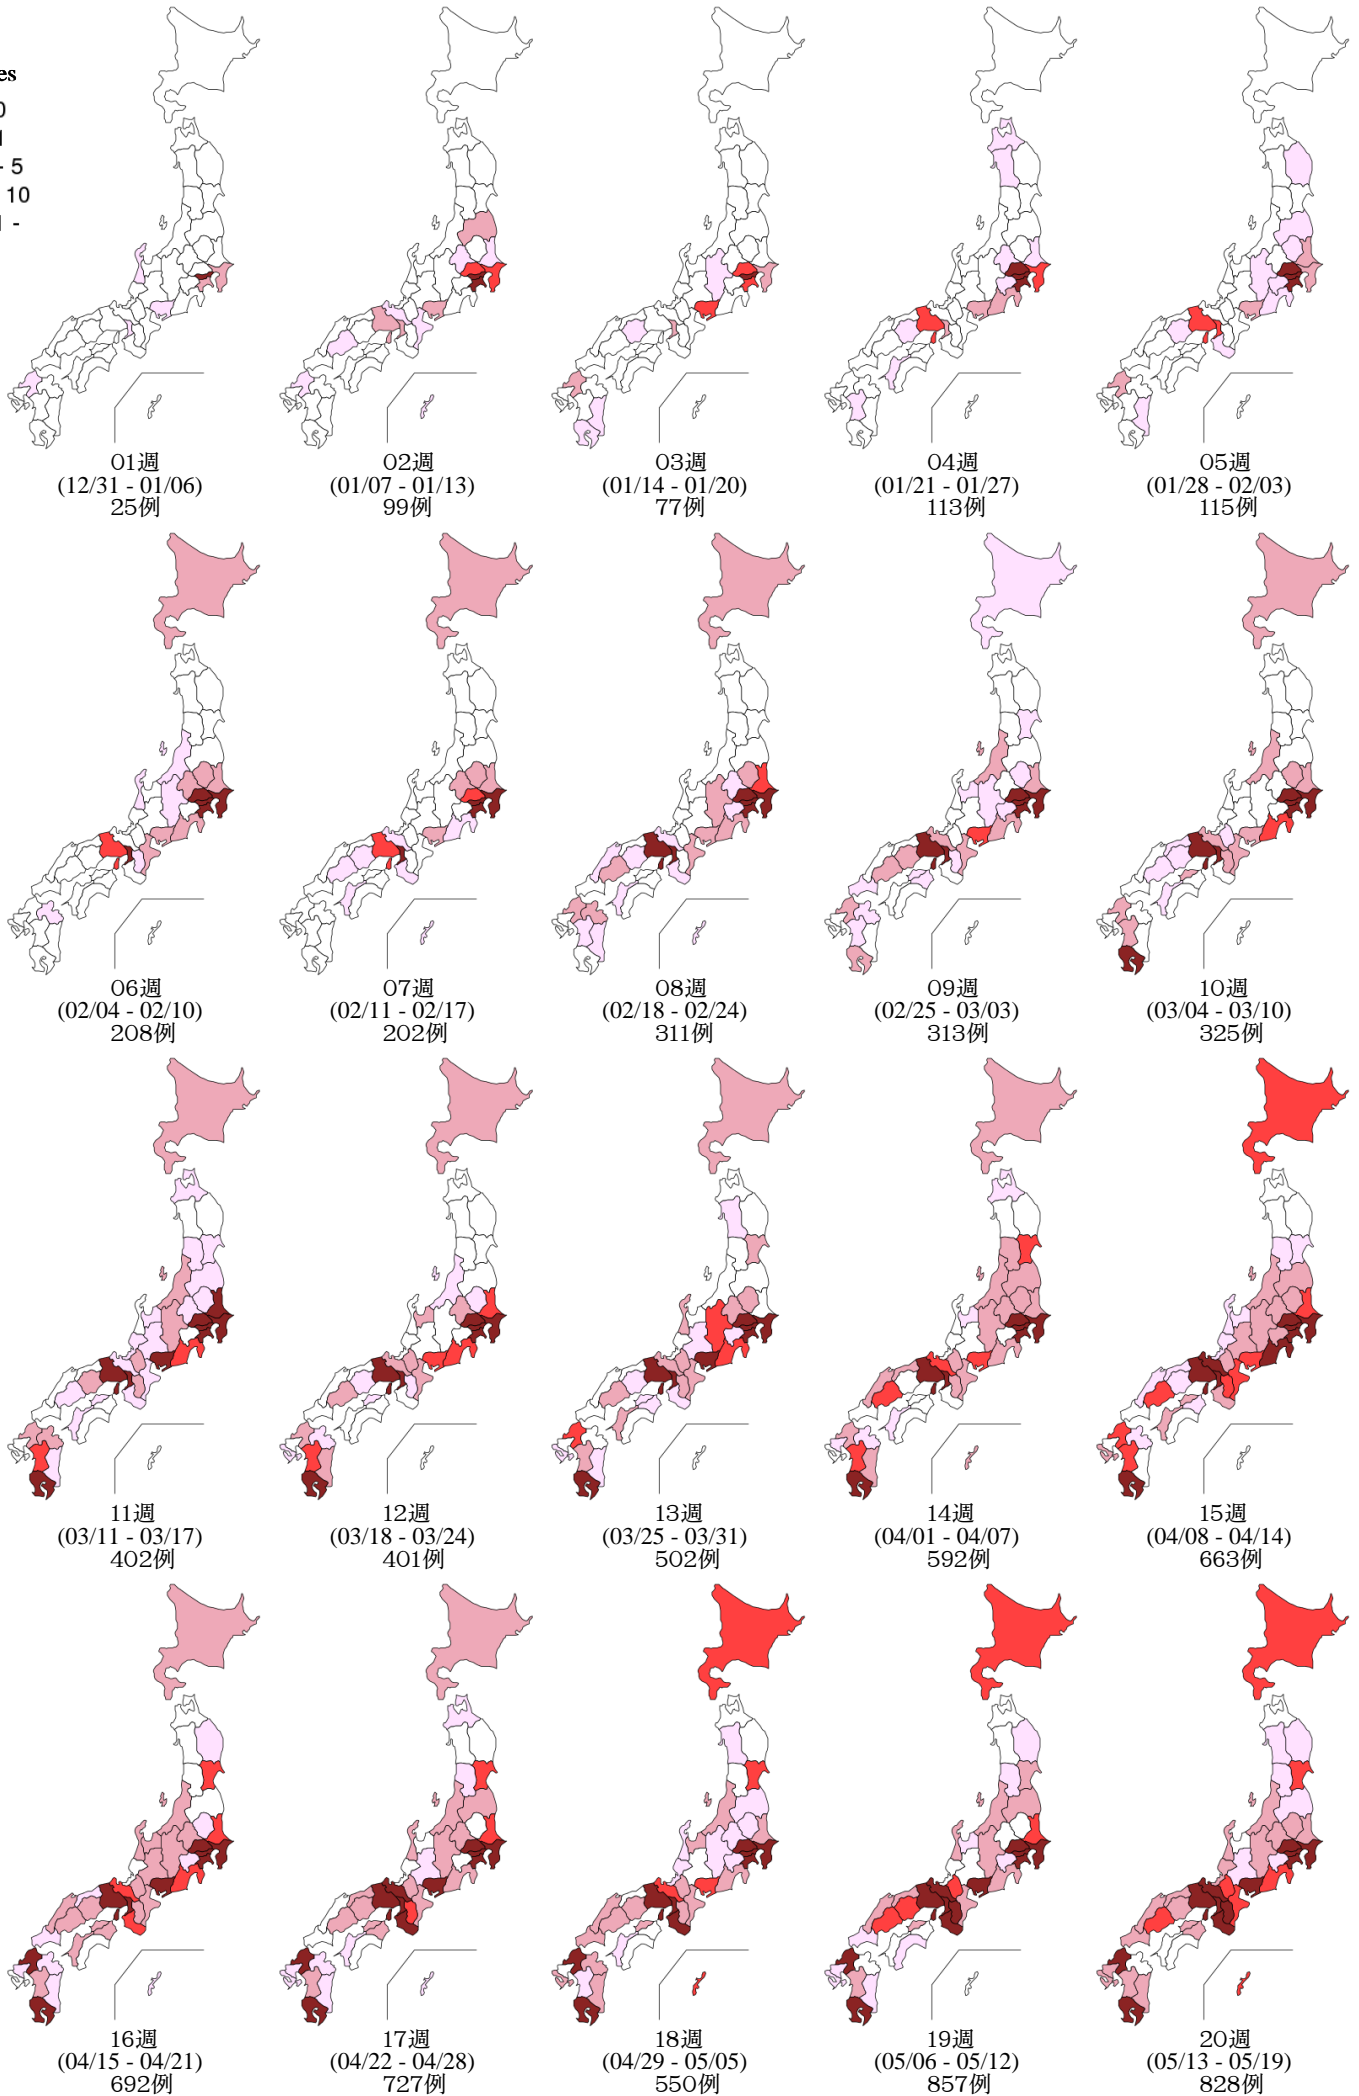 es
0
1
- 5
10
1 -
01週
(12/31 - 01/06)
25例
02週
(01/07 - 01/13)
99例
03週
(01/14 - 01/20)
77例
04週
(01/21 - 01/27)
113例
05週
(01/28 - 02/03)
115例
06週
(02/04 - 02/10)
208例
07週
(02/11 - 02/17)
202例
08週
(02/18 - 02/24)
311例
09週
(02/25 - 03/03)
313例
10週
(03/04 - 03/10)
325例
11週
(03/11 - 03/17)
402例
12週
(03/18 - 03/24)
401例
13週
(03/25 - 03/31)
502例
14週
(04/01 - 04/07)
592例
15週
(04/08 - 04/14)
663例
16週
(04/15 - 04/21)
692例
17週
(04/22 - 04/28)
727例
18週
(04/29 - 05/05)
550例
19週
(05/06 - 05/12)
857例
20週
(05/13 - 05/19)
828例